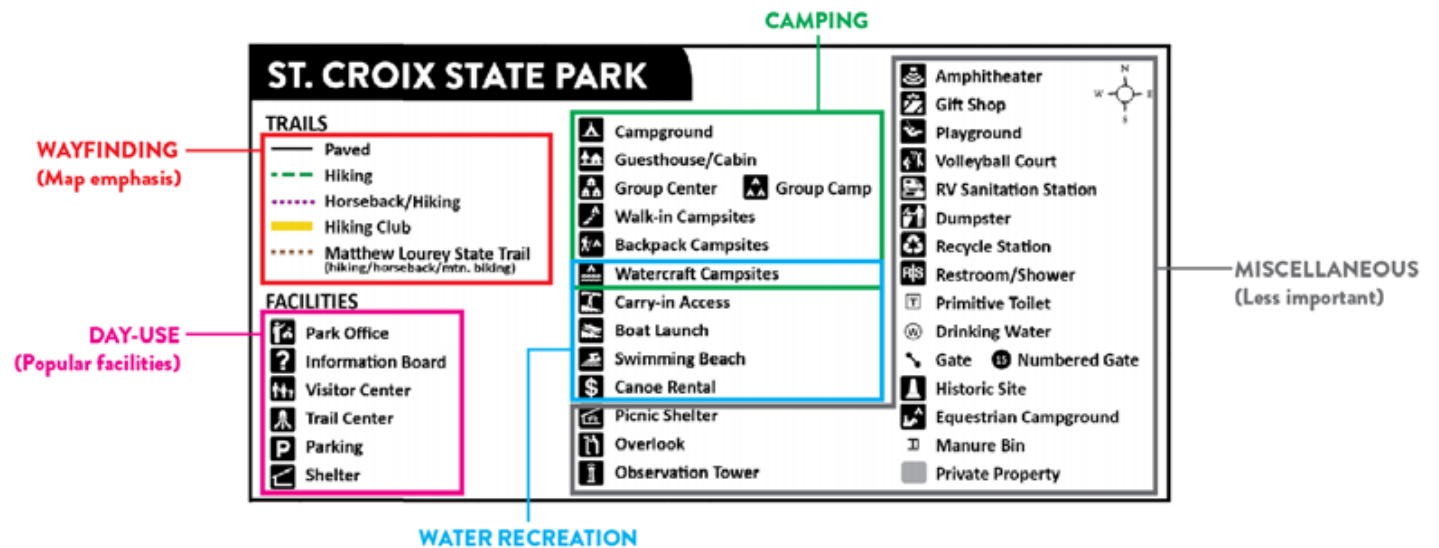 CAMPING
ST. CROIX STATE PARK
WAYFINDING
(Map emphasis)
TRAILS
Paved
Hiking
Horseback/Hiking
Hiking Club
Matthew Lourey State Trail
(hiking/horseback/mtn. biking)
DAY-USE
(Popular facilities)
FACILITIES
Park Office
? Information Board
Visitor Center
Trail Center
P Parking
Shelter
Campground
Guesthouse/Cabin
Group Center Group Camp
Walk-in Campsites
Backpack Campsites
Watercraft Campsites
Carry-in Access
Boat Launch
Swimming Beach
$ Canoe Rental
Picnic Shelter
Overlook
Observation Tower
WATER RECREATION
Amphitheater
Gift Shop
Playground
Volleyball Court
RV Sanitation Station
Dumpster
Recycle Station
R|S Restroom/Shower
T Primitive Toilet
W Drinking Water
Gate 15 Numbered Gate
Historic Site
Equestrian Campground
Manure Bin
Private Property
N
W E
S
MISCELLANEOUS
(Less important)